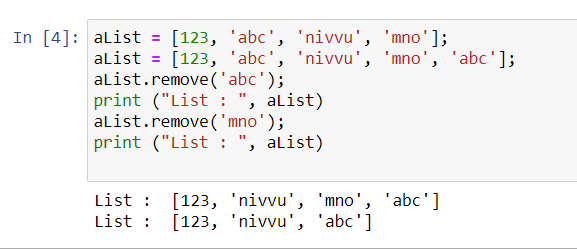 In [4]: aList = [123, 'abc', 'nivvu', 'mno'];
aList = [123, 'abc', 'nivvu', 'mno', 'abc'];
aList.remove('abc');
print ("List : ", aList)
aList.remove('mno');
print ("List : ", aList)
List :  [123, 'nivvu', 'mno', 'abc']
List :  [123, 'nivvu', 'abc']